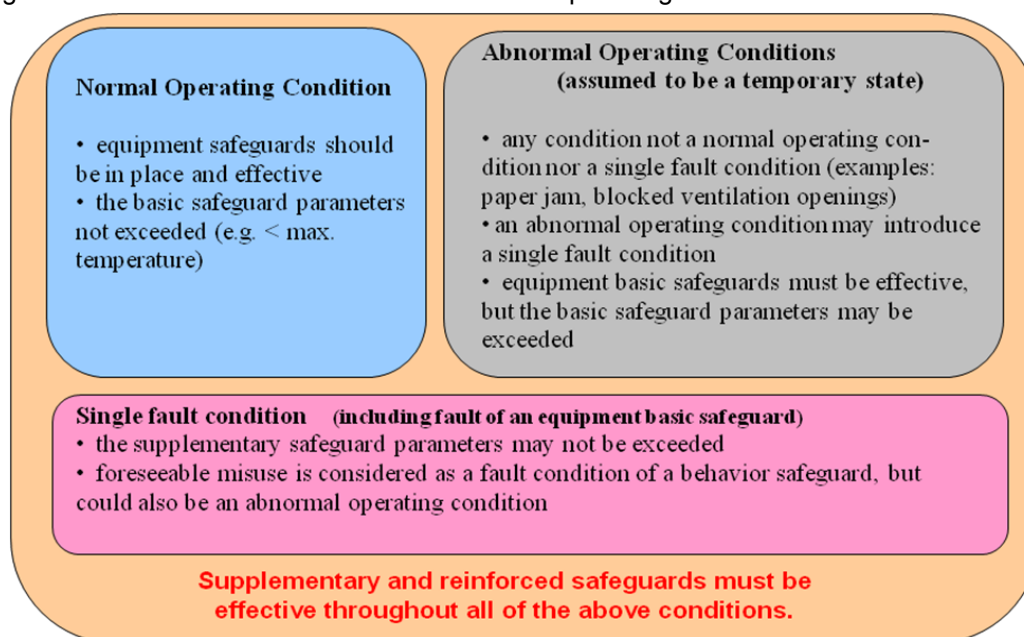 Normal Operating Condition
• equipment safeguards should
be in place and effective
• the basic safeguard parameters
not exceeded (e.g. < max.
temperature)
Abnormal Operating Conditions
(assumed to be a temporary state)
• any condition not a normal operating con-
dition nor a single fault condition (examples:
paper jam, blocked ventilation openings)
• an abnormal operating condition may introduce
a single fault condition
• equipment basic safeguards must be effective,
but the basic safeguard parameters may be
exceeded
Single fault condition (including fault of an equipment basic safeguard)
• the supplementary safeguard parameters may not be exceeded
• foreseeable misuse is considered as a fault condition of a behavior safeguard, but
could also be an abnormal operating condition
Supplementary and reinforced safeguards must be
effective throughout all of the above conditions.